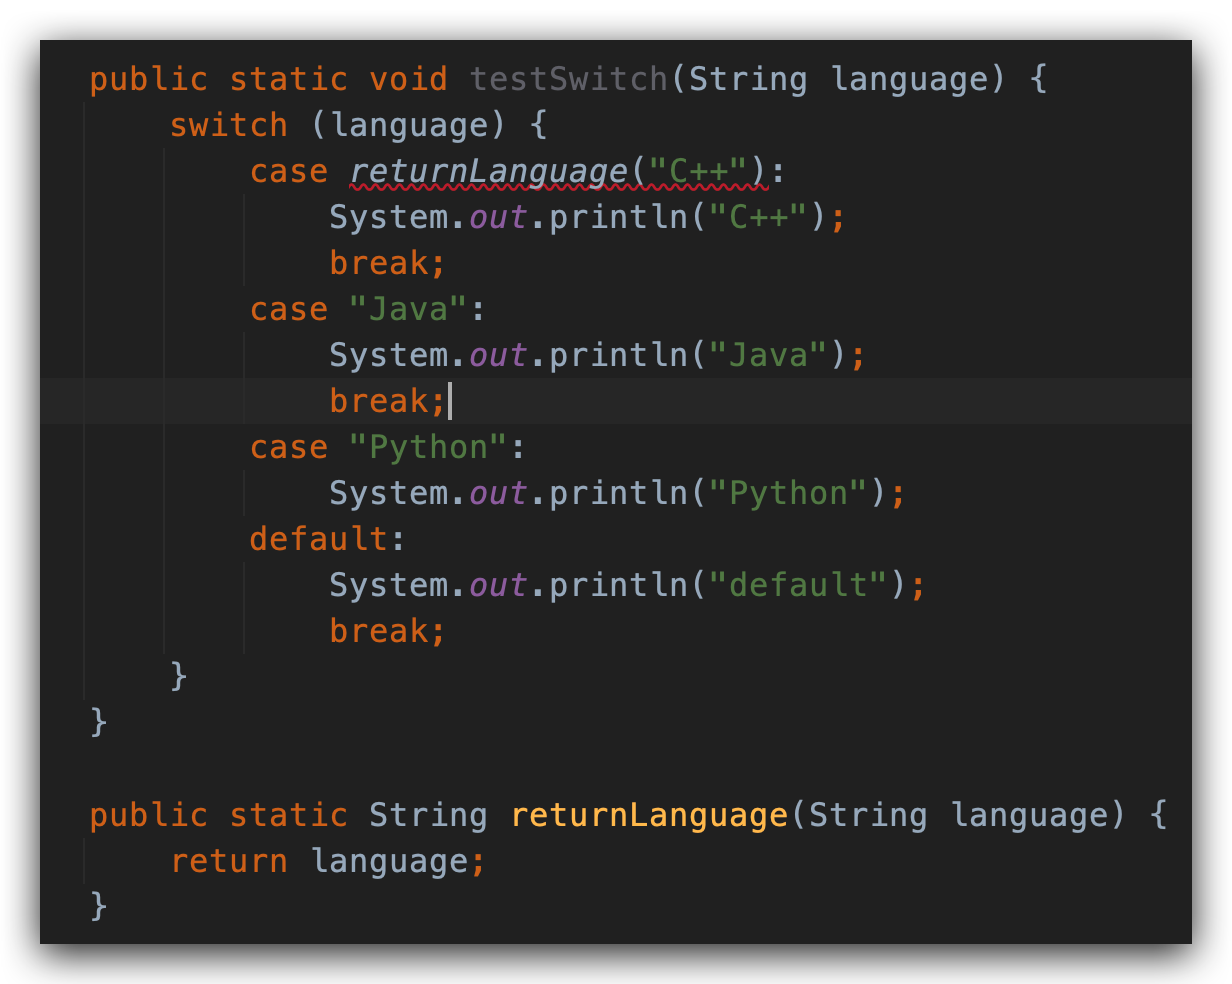 public static void testSwitch(String language) {
    switch (language) {
        case returnLanguage("C++"):
            System.out.println("C++");
            break;
        case "Java":
            System.out.println("Java");
            break;
        case "Python":
            System.out.println("Python");
        default:
            System.out.println("default");
            break;
    }
}

public static String returnLanguage(String language) {
    return language;
}